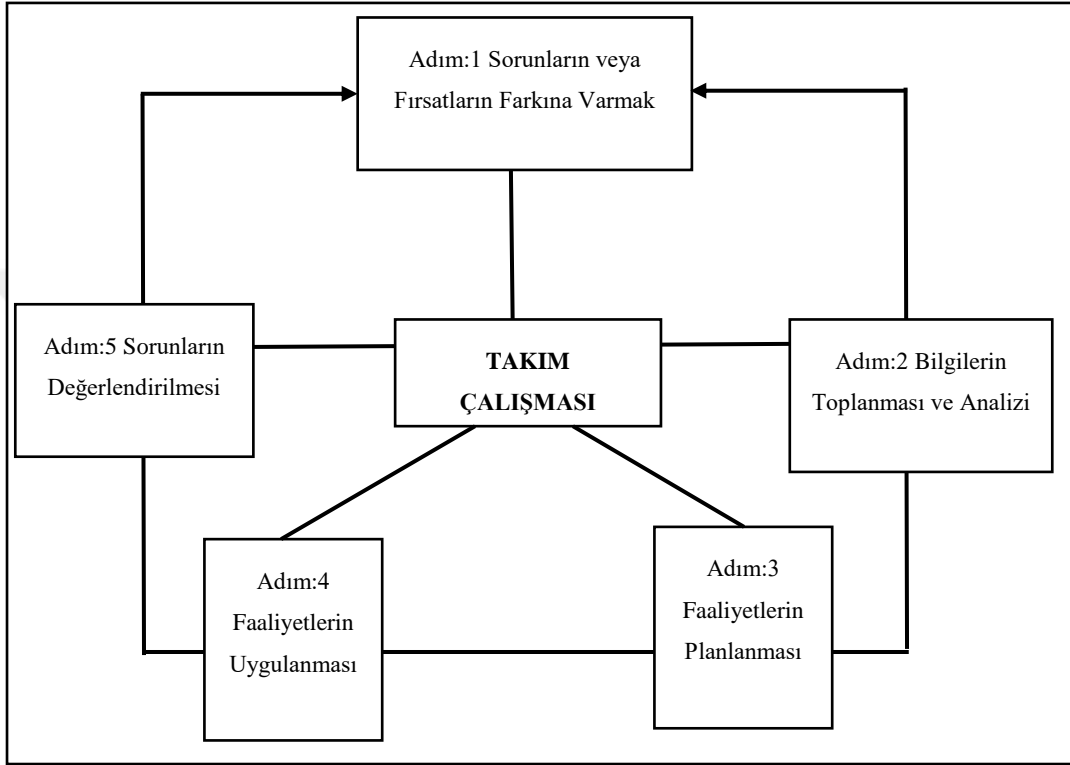 Adım:1 Sorunların veya
Fırsatların Farkına Varmak
Adım:5 Sorunların
Değerlendirilmesi
TAKIM
ÇALIŞMASI
Adım:2 Bilgilerin
Toplanması ve Analizi
Adım:4
Faaliyetlerin
Uygulanması
Adım:3
Faaliyetlerin
Planlanması